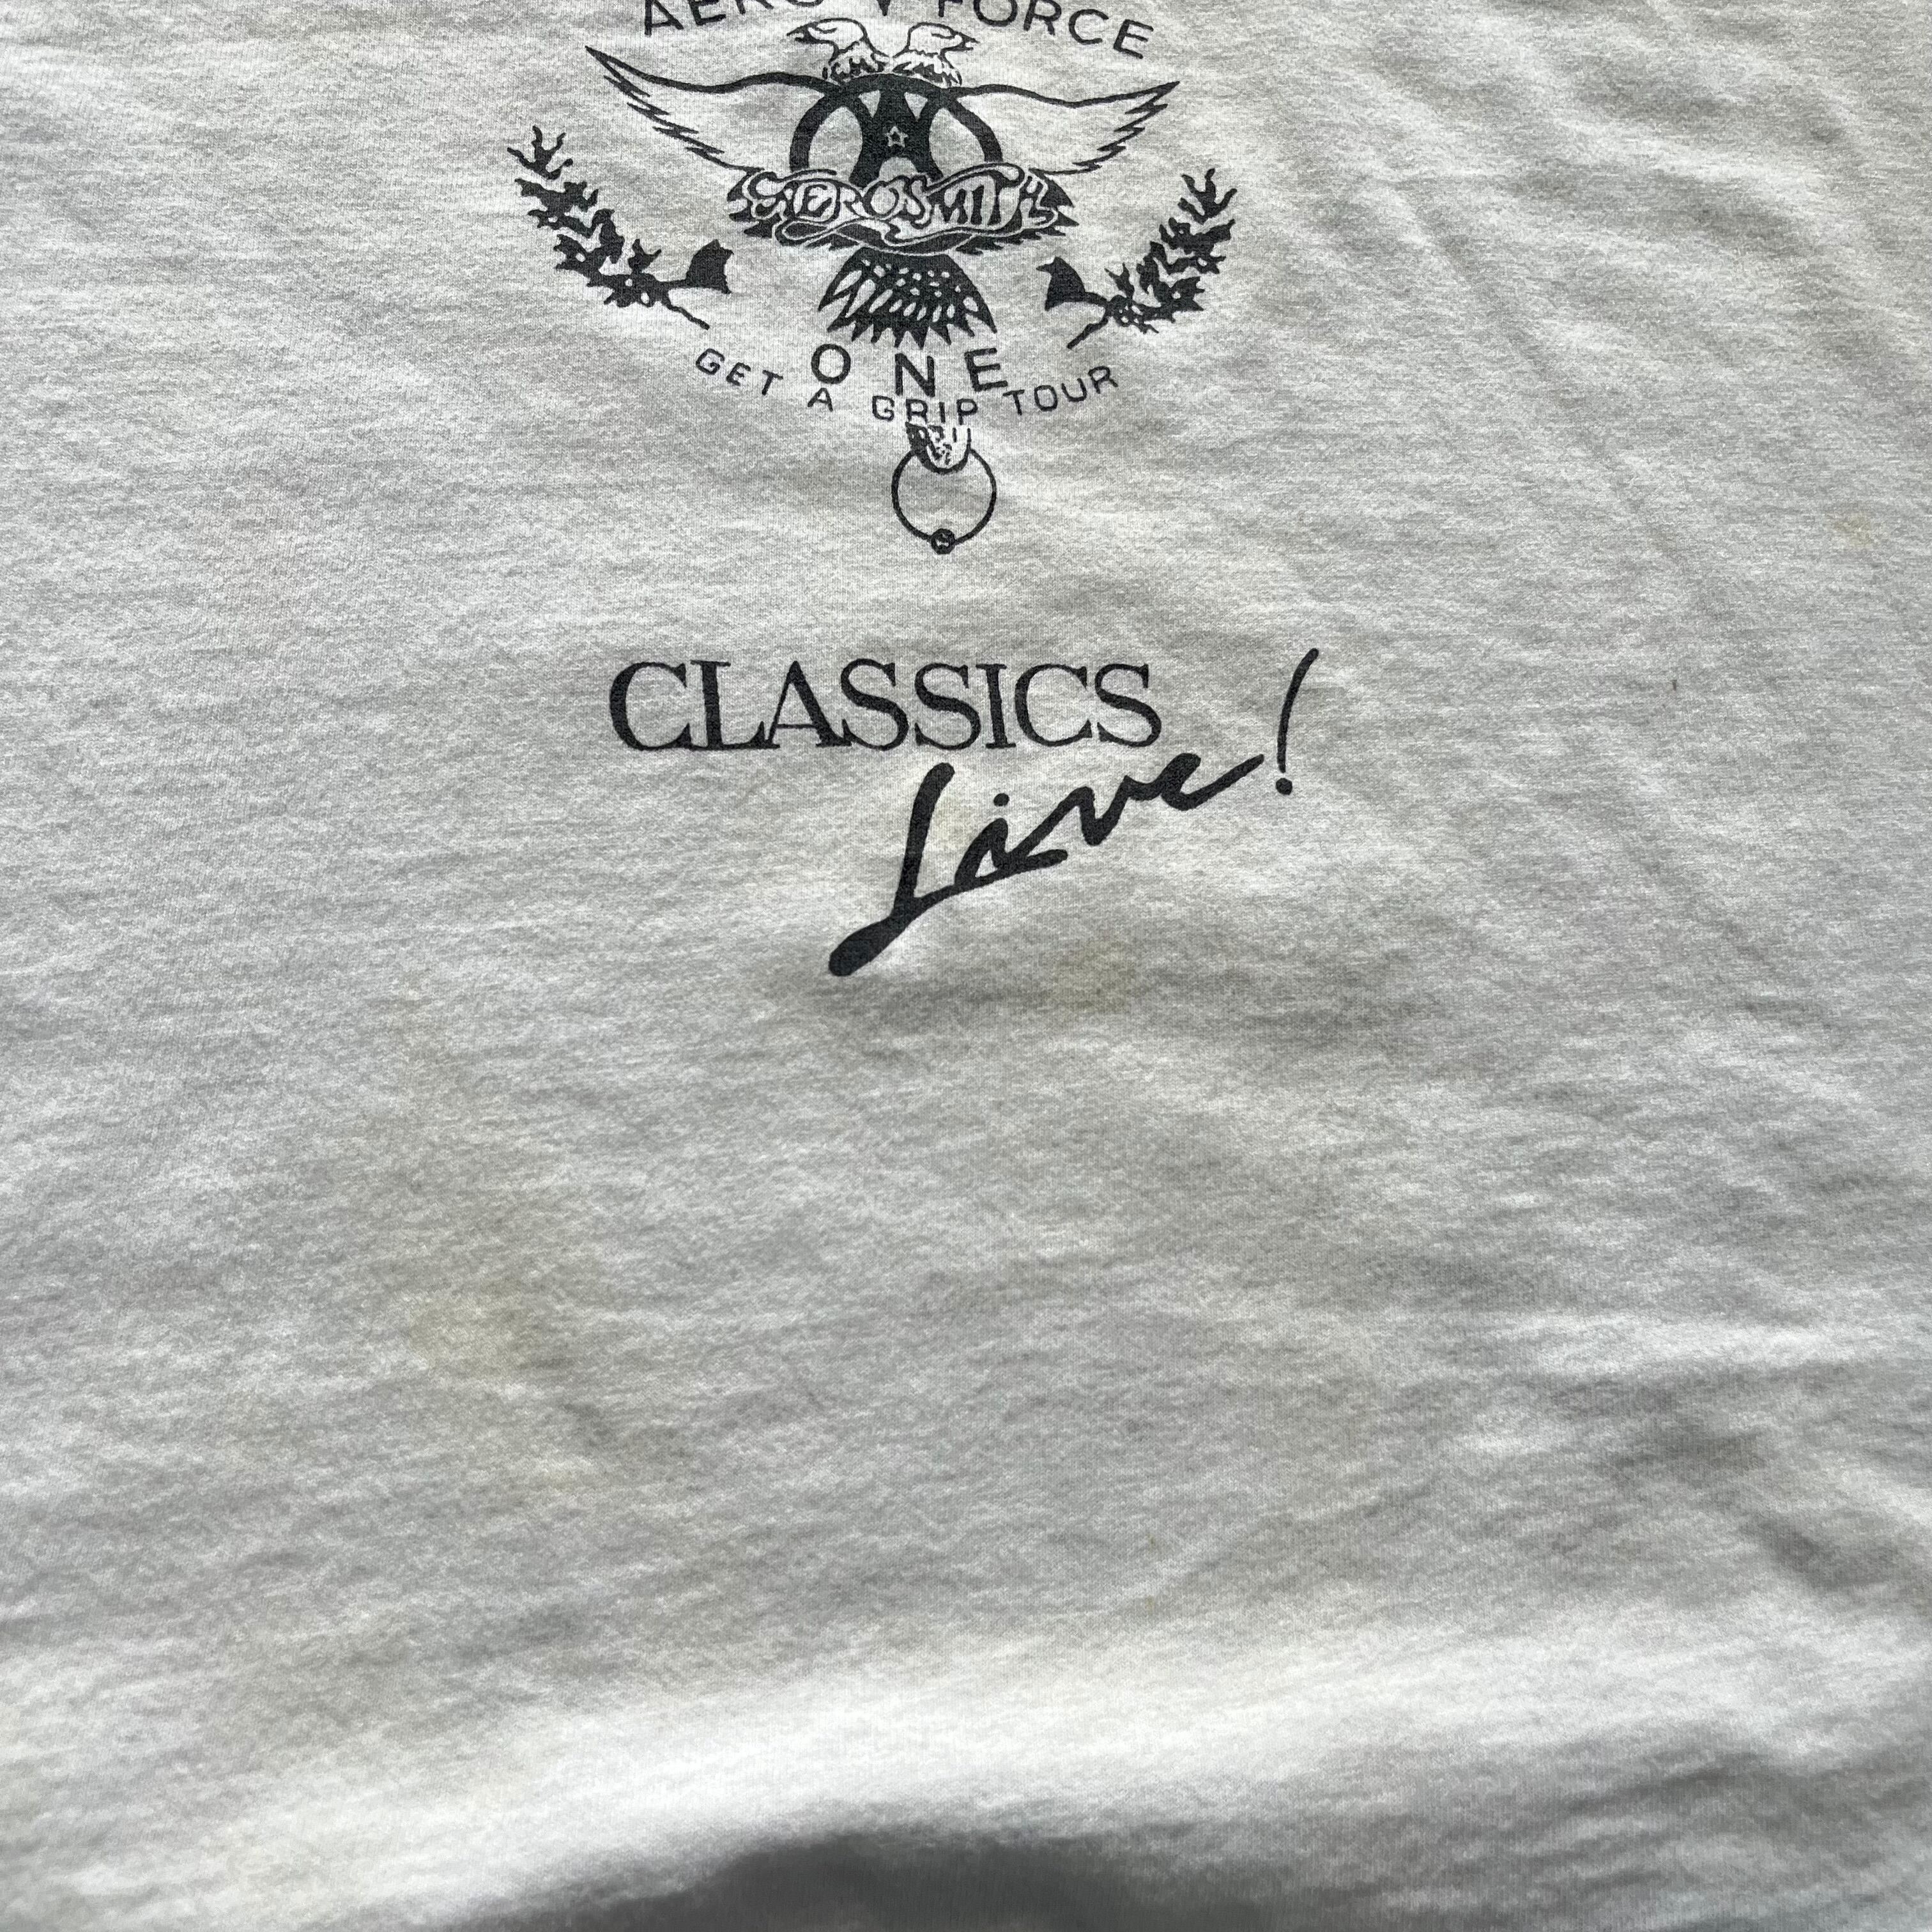 AERO FORCE
AEROSMITH
ONE
GET A GRIP TOUR
CLASSICS
Live!